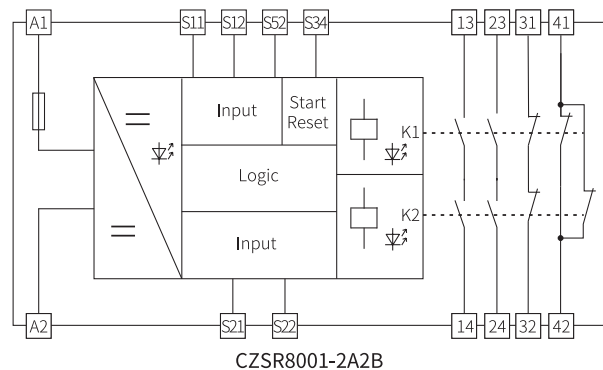 A1 S11 S12 S52 S34 13 23 31 41
Input
Start
Reset
K1
Logic
K2
Input
A2 S21 S22 14 24 32 42
CZSR8001-2A2B